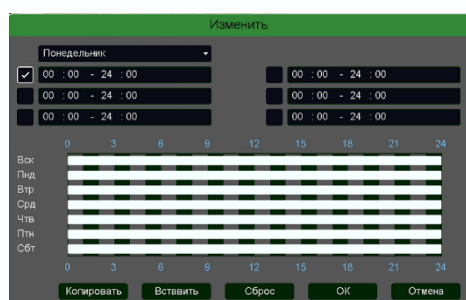 Изменить
Понедельник
00 :00 - 24 :00 00 :00 - 24 :00
00 :00 - 24 :00 00 :00 - 24 :00
00 :00 - 24 :00 00 :00 - 24 :00
0 3 6 9 12 15 18 21 24
Вск
Пнд
Втр
Срд
Чтв
Птн
Сбт
0 3 6 9 12 15 18 21 24
Копировать Вставить Сброс ОК Отмена